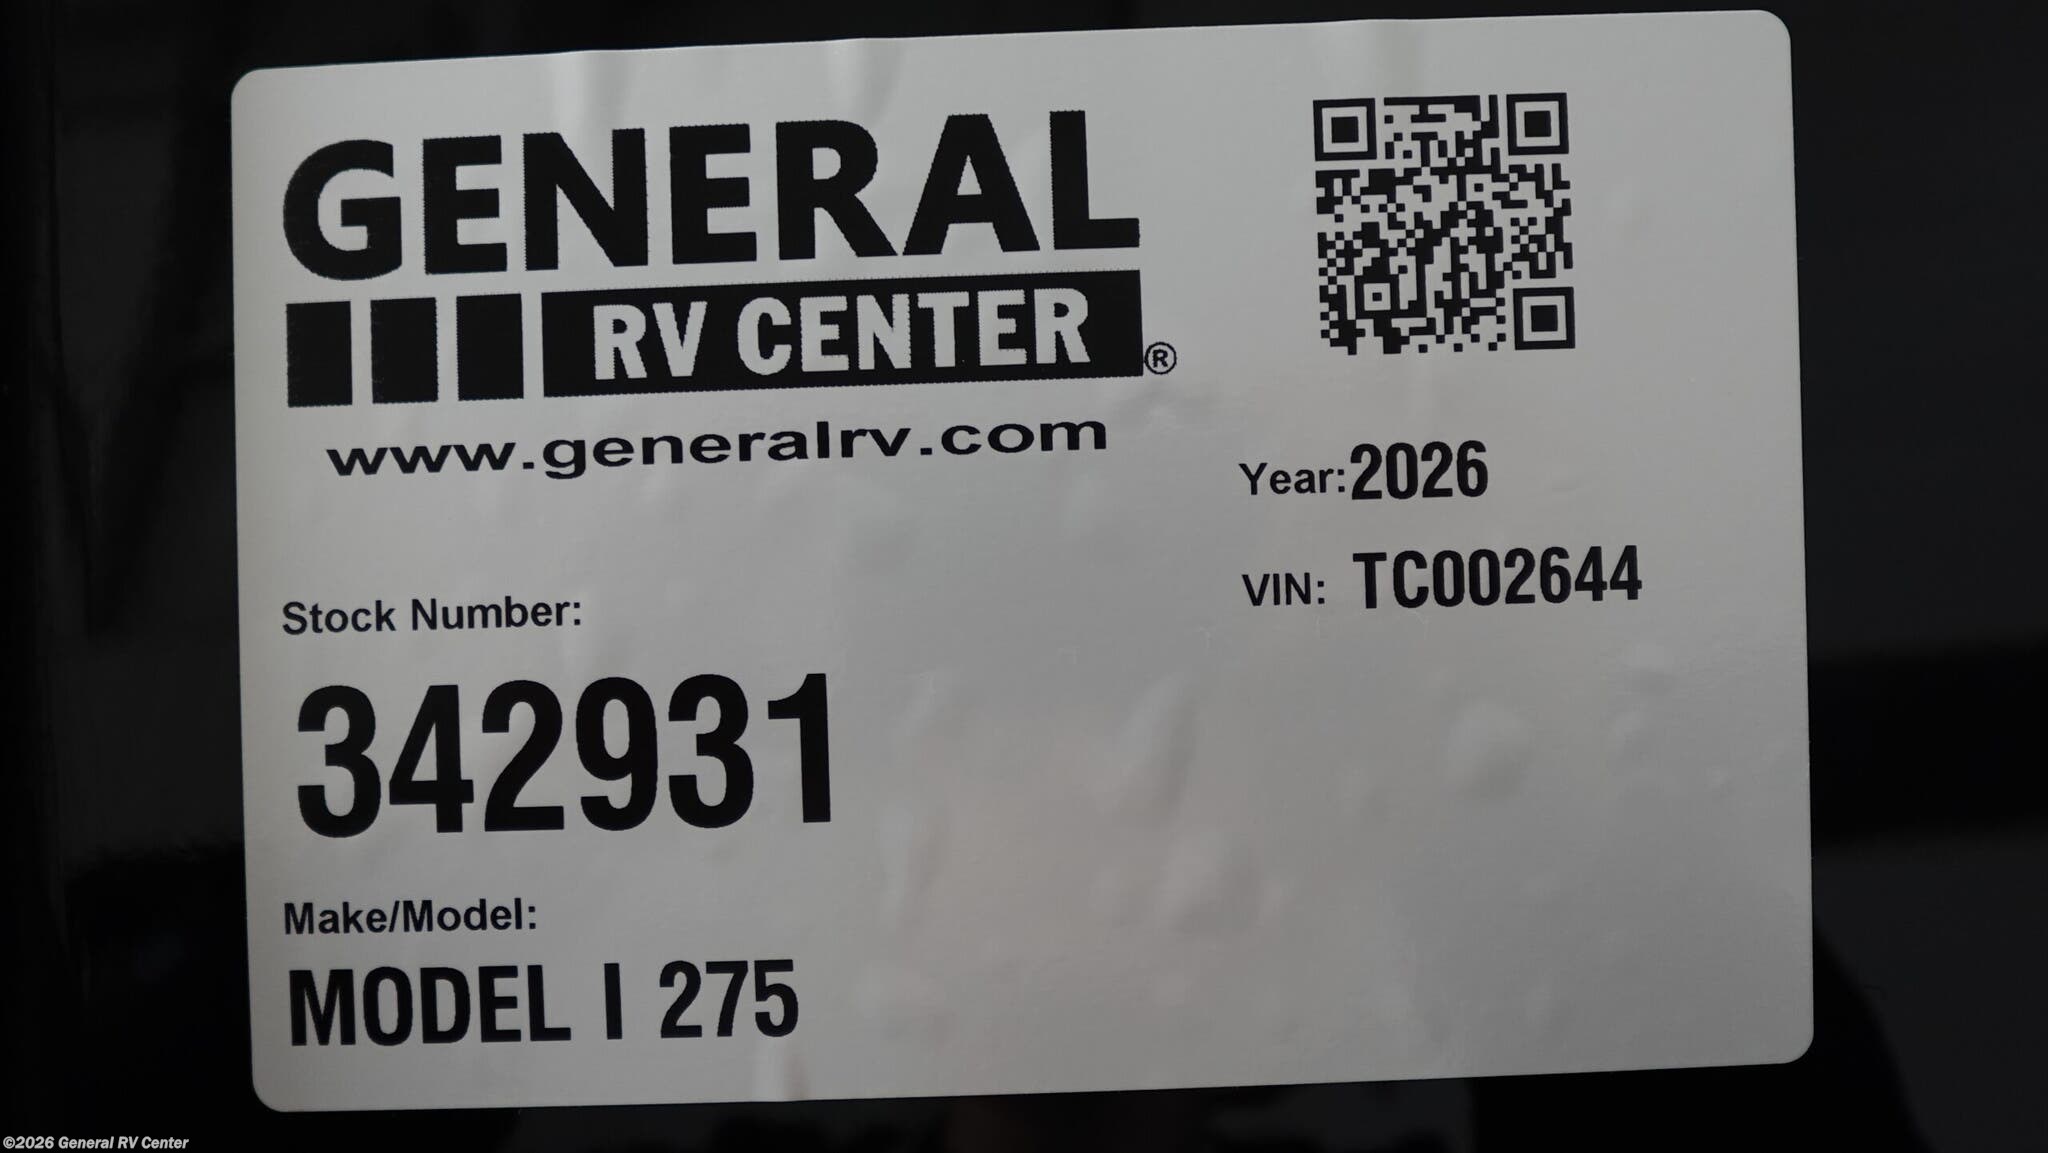 GENERAL
RV CENTER®
www.generalrv.com
Year: 2026
VIN: TC002644
Stock Number:
342931
Make/Model:
MODEL I 275
©2026 General RV Center